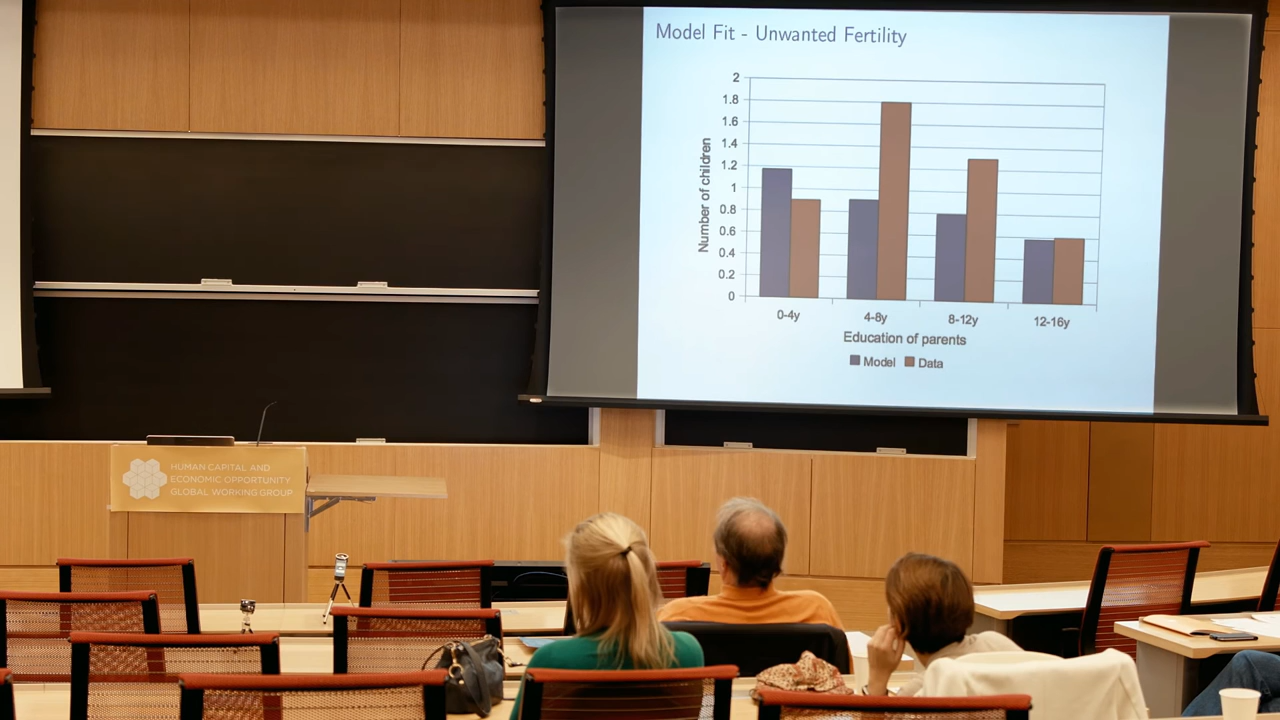 Model Fit - Unwanted Fertility
2
1.8
1.6
1.4
1.2
1
0.8
0.6
0.4
0.2
0
Number of children
0-4y 4-8y 8-12y 12-16y
Education of parents
Model Data
HUMAN CAPITAL AND
ECONOMIC OPPORTUNITY
GLOBAL WORKING GROUP